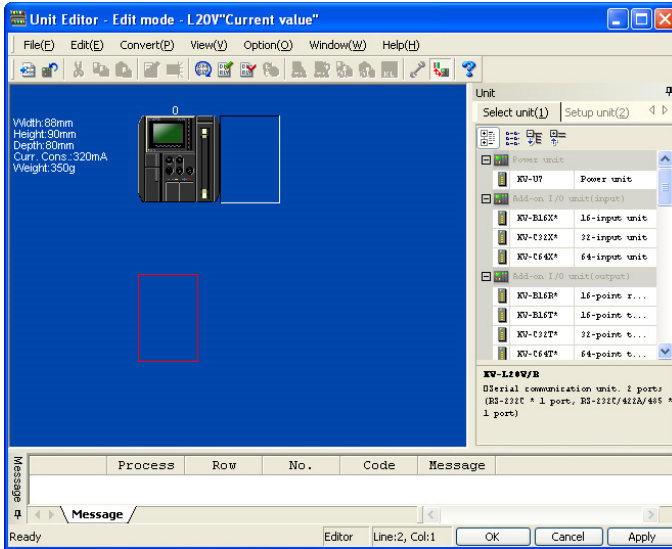 Unit Editor - Edit mode - L20V"Current value"
File(F) Edit(E) Convert(P) View(V) Option(O) Window(W) Help(H)
Unit
Select unit(1) Setup unit(2)
0
Width:88mm
Height:90mm
Depth:80mm
Curr. Cons.:320mA
Weight:350g
Power unit
KV-U7 Power unit
Add-on I/O unit(input)
KV-B16X* 16-input unit
KV-C32X* 32-input unit
KV-C64X* 64-input unit
Add-on I/O unit(output)
KV-B16R* 16-point r...
KV-B16T* 16-point t...
KV-C32T* 32-point t...
KV-C64T* 64-point t...
KV-L20V/R
Serial communication unit. 2 ports
(RS-232C * 1 port, RS-232C/422A/485 *
1 port)
Message
Process Row No. Code Message
Message
Ready Editor Line:2, Col:1 OK Cancel Apply